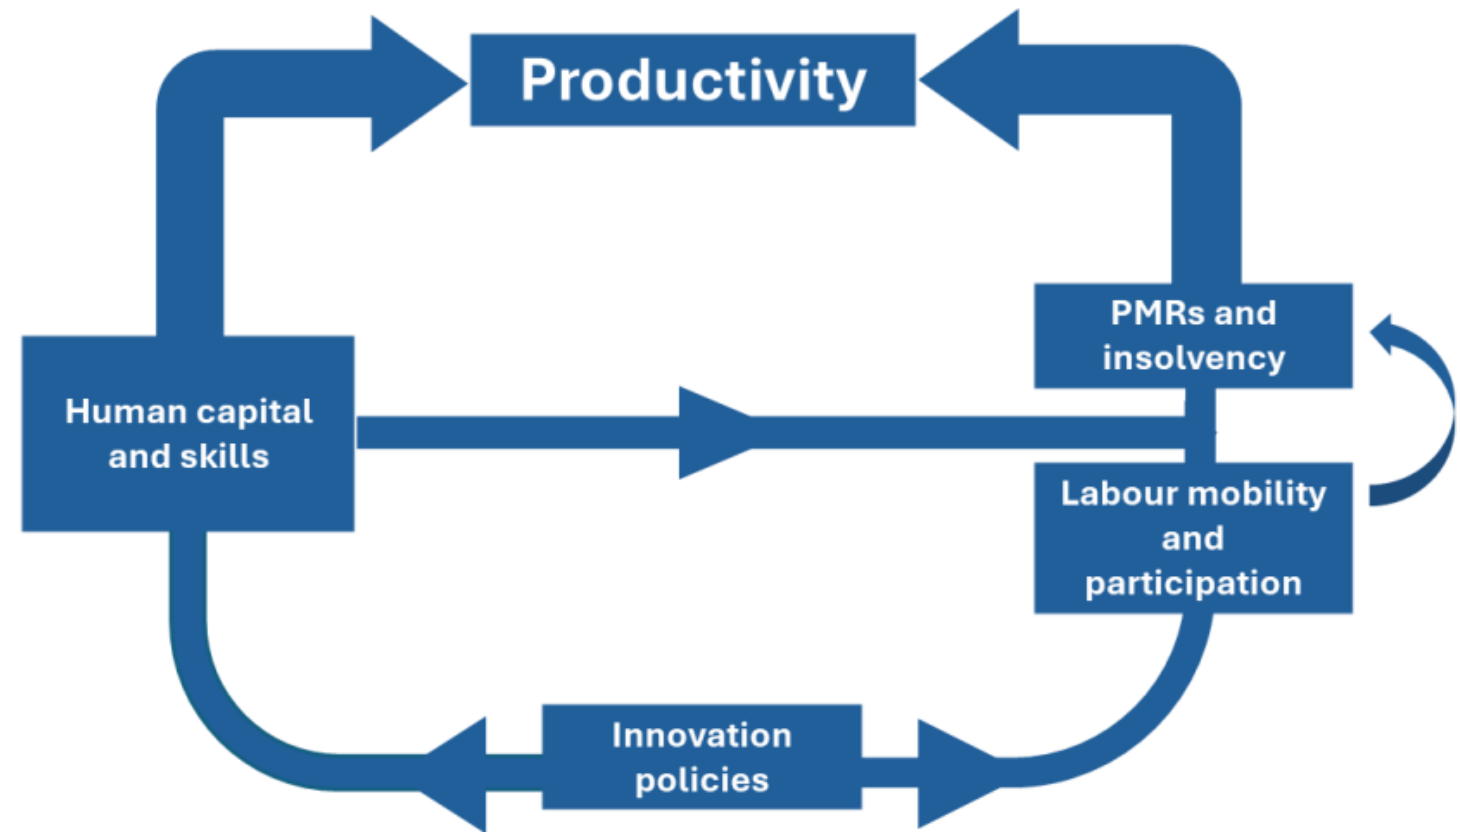 Productivity
PMRs and
insolvency
Human capital
and skills
Labour mobility
and
participation
Innovation
policies